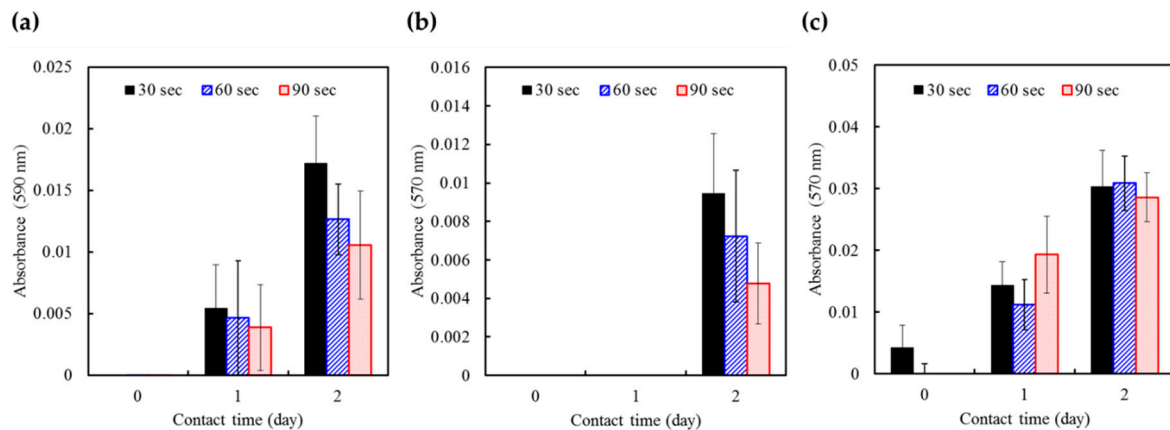 (a)
0.025
0.02
0.015
0.01
0.005
0
Absorbance (590 nm)
30 sec 60 sec 90 sec
0 1 2
Contact time (day)
(b)
0.016
0.014
0.012
0.01
0.008
0.006
0.004
0.002
0
Absorbance (570 nm)
30 sec 60 sec 90 sec
0 1 2
Contact time (day)
(c)
0.05
0.04
0.03
0.02
0.01
0
Absorbance (570 nm)
30 sec 60 sec 90 sec
0 1 2
Contact time (day)